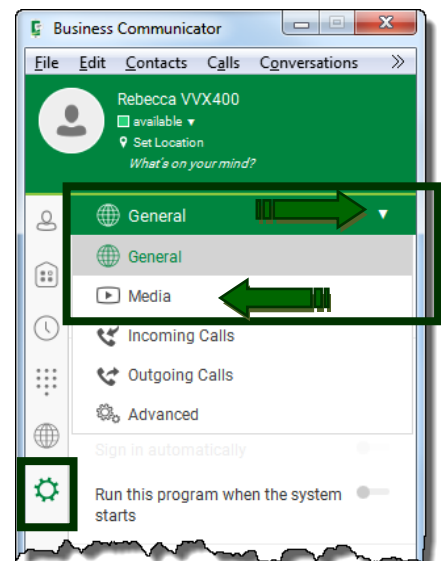 Business Communicator
File Edit Contacts Calls Conversations »
Rebecca VVX400
available ▾
Set Location
What's on your mind?
General ▼
General
Media
Incoming Calls
Outgoing Calls
Advanced
Sign in automatically
Run this program when the system
starts